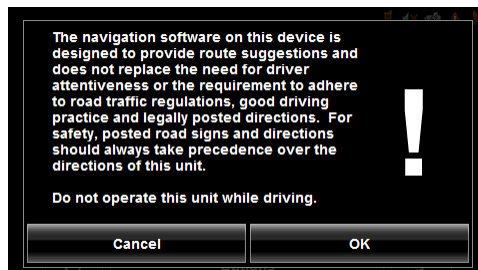 The navigation software on this device is
designed to provide route suggestions and
does not replace the need for driver
attentiveness or the requirement to adhere
to road traffic regulations, good driving
practice and legally posted directions.  For
safety, posted road signs and directions
should always take precedence over the
directions of this unit.
Do not operate this unit while driving.
!
Cancel
OK